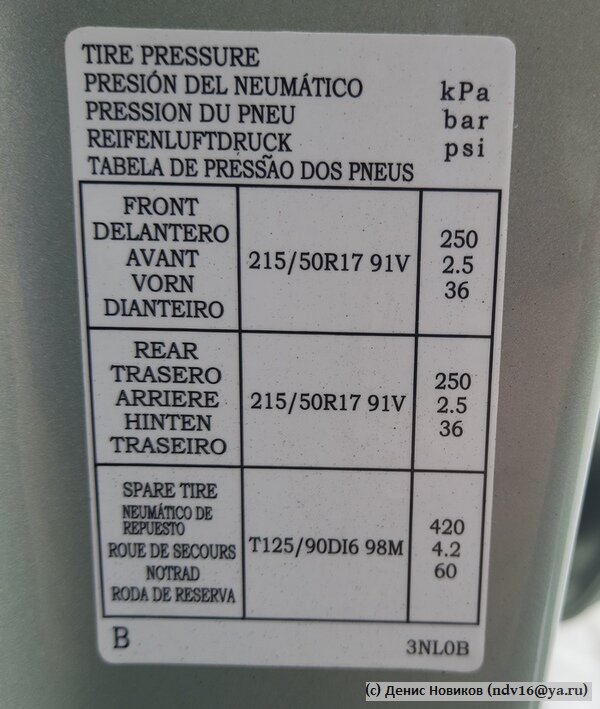 TIRE PRESSURE
PRESIÓN DEL NEUMÁTICO
PRESSION DU PNEU
REIFENLUFTDRUCK
TABELA DE PRESSÃO DOS PNEUS
kPa
bar
psi
FRONT
DELANTERO
AVANT
VORN
DIANTEIRO
215/50R17 91V
250
2.5
36
REAR
TRASERO
ARRIERE
HINTEN
TRASEIRO
215/50R17 91V
250
2.5
36
SPARE TIRE
NEUMÁTICO DE
REPUESTO
ROUE DE SECOURS
NOTRAD
RODA DE RESERVA
T125/90DI6 98M
420
4.2
60
B
3NL0B
(c) Денис Новиков (ndv16@ya.ru)